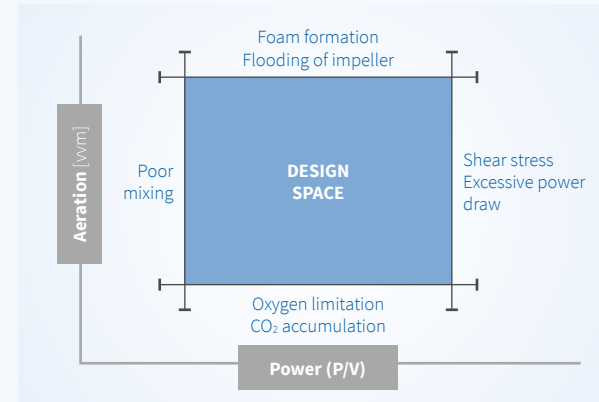 Foam formation
Flooding of impeller
Aeration [vvm]
Poor
mixing
DESIGN
SPACE
Shear stress
Excessive power
draw
Oxygen limitation
CO₂ accumulation
Power (P/V)